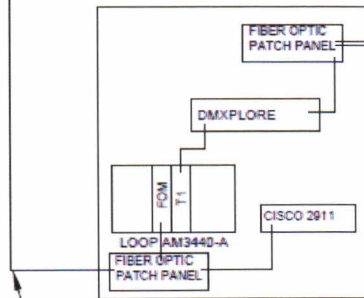 FIBER OPTIC
PATCH PANEL
DMXPLORE
FOM
T1
CISCO 2911
LOOP AM3440-A
FIBER OPTIC
PATCH PANEL